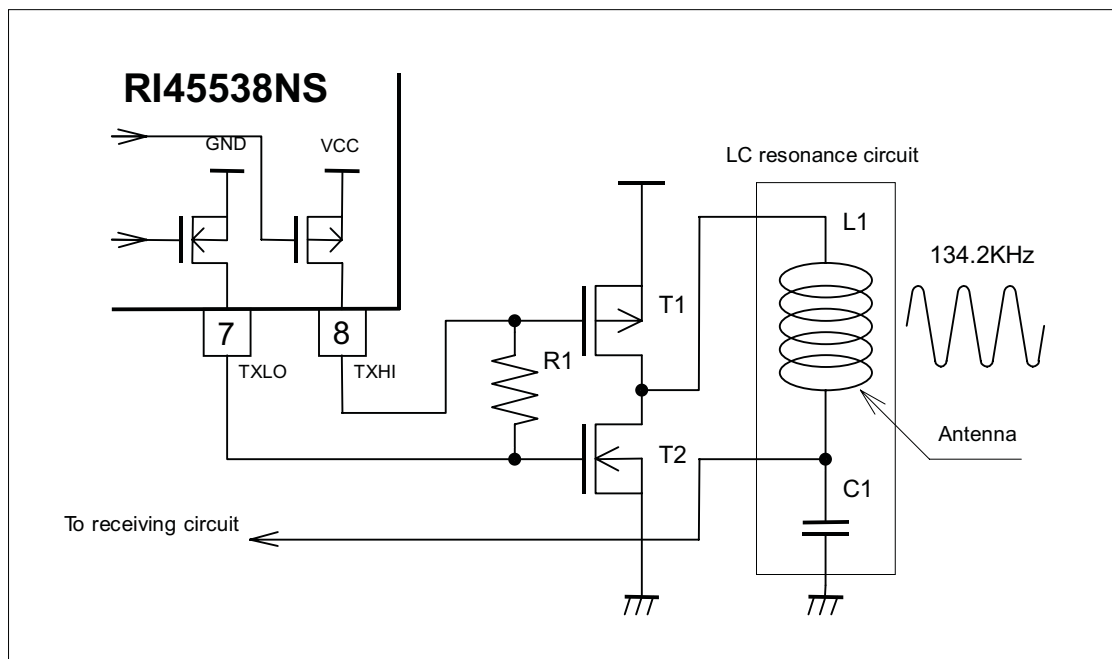 RI45538NS
GND
VCC
LC resonance circuit
L1
134.2KHz
T1
7
8
R1
TXLO
TXHI
Antenna
T2
C1
To receiving circuit